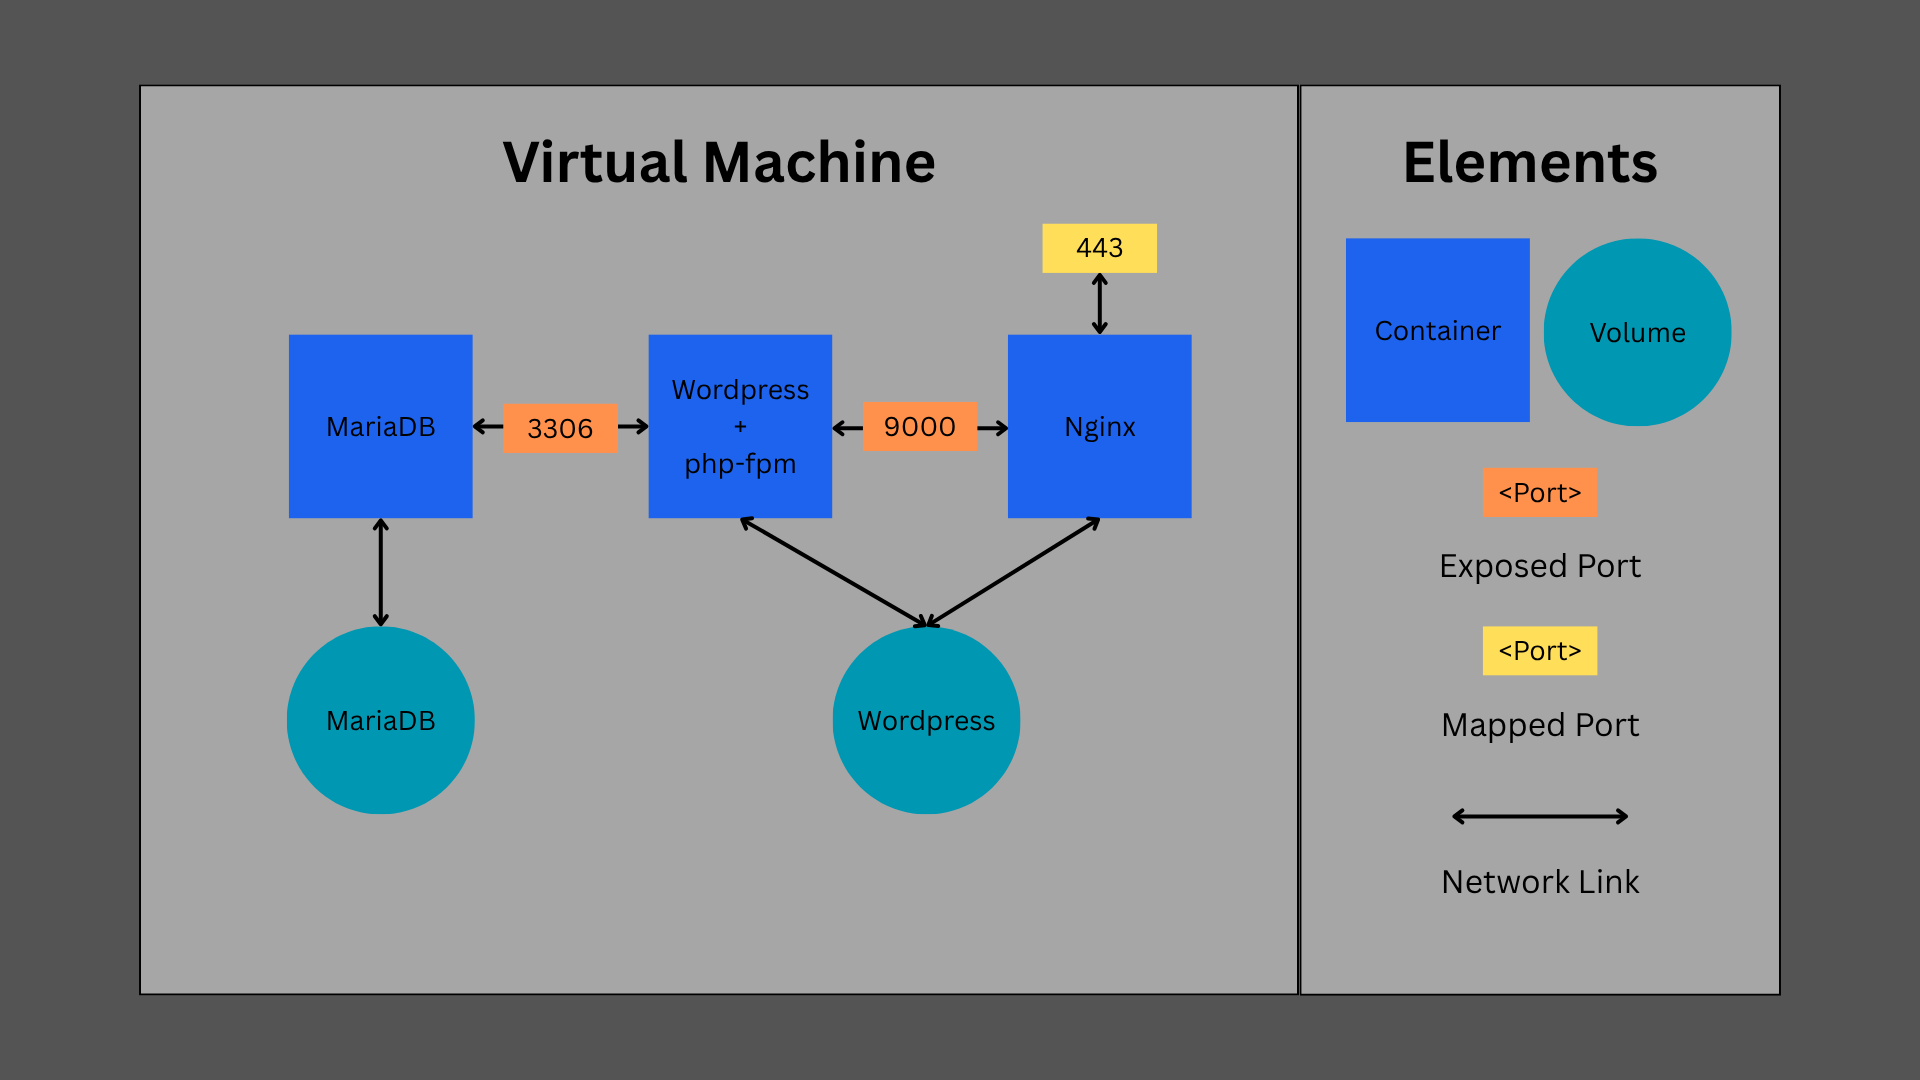 Virtual Machine
443
MariaDB
3306
Wordpress
+
php-fpm
9000
Nginx
MariaDB
Wordpress
Elements
Container
Volume
<Port>
Exposed Port
<Port>
Mapped Port
Network Link